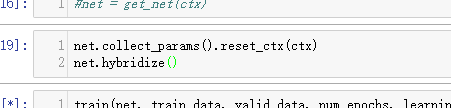 16]: #net = get_net(ctx)
19]: 1 net.collect_params().reset_ctx(ctx)
2 net.hybridize()
[*]: 1 train(net, train_data, valid_data, num_epochs, learnin